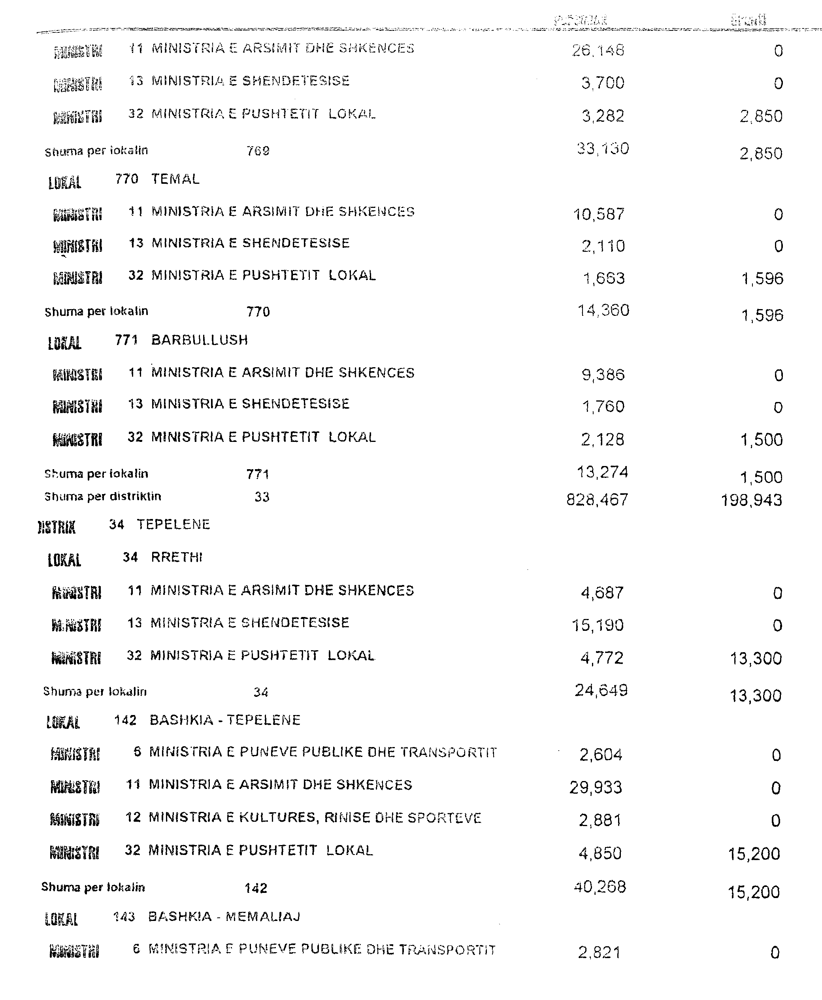 MINISTRI 11 MINISTRIA E ARSIMIT DHE SHKENCES 26,148 0
MINISTRI 13 MINISTRIA E SHENDETESISE 3,700 0
MINISTRI 32 MINISTRIA E PUSHTETIT LOKAL 3,282 2,850
Shuma per lokalin 769 33,130 2,850
LOKAL 770 TEMAL
MINISTRI 11 MINISTRIA E ARSIMIT DHE SHKENCES 10,587 0
MINISTRI 13 MINISTRIA E SHENDETESISE 2,110 0
MINISTRI 32 MINISTRIA E PUSHTETIT LOKAL 1,663 1,596
Shuma per lokalin 770 14,360 1,596
LOKAL 771 BARBULLUSH
MINISTRI 11 MINISTRIA E ARSIMIT DHE SHKENCES 9,386 0
MINISTRI 13 MINISTRIA E SHENDETESISE 1,760 0
MINISTRI 32 MINISTRIA E PUSHTETIT LOKAL 2,128 1,500
Shuma per lokalin 771 13,274 1,500
Shuma per distriktin 33 828,467 198,943
DISTRIK 34 TEPELENE
LOKAL 34 RRETHI
MINISTRI 11 MINISTRIA E ARSIMIT DHE SHKENCES 4,687 0
MINISTRI 13 MINISTRIA E SHENDETESISE 15,190 0
MINISTRI 32 MINISTRIA E PUSHTETIT LOKAL 4,772 13,300
Shuma per lokalin 34 24,649 13,300
LOKAL 142 BASHKIA - TEPELENE
MINISTRI 6 MINISTRIA E PUNEVE PUBLIKE DHE TRANSPORTIT 2,604 0
MINISTRI 11 MINISTRIA E ARSIMIT DHE SHKENCES 29,933 0
MINISTRI 12 MINISTRIA E KULTURES, RINISE DHE SPORTEVE 2,881 0
MINISTRI 32 MINISTRIA E PUSHTETIT LOKAL 4,850 15,200
Shuma per lokalin 142 40,268 15,200
LOKAL 143 BASHKIA - MEMALIAJ
MINISTRI 6 MINISTRIA E PUNEVE PUBLIKE DHE TRANSPORTIT 2,821 0